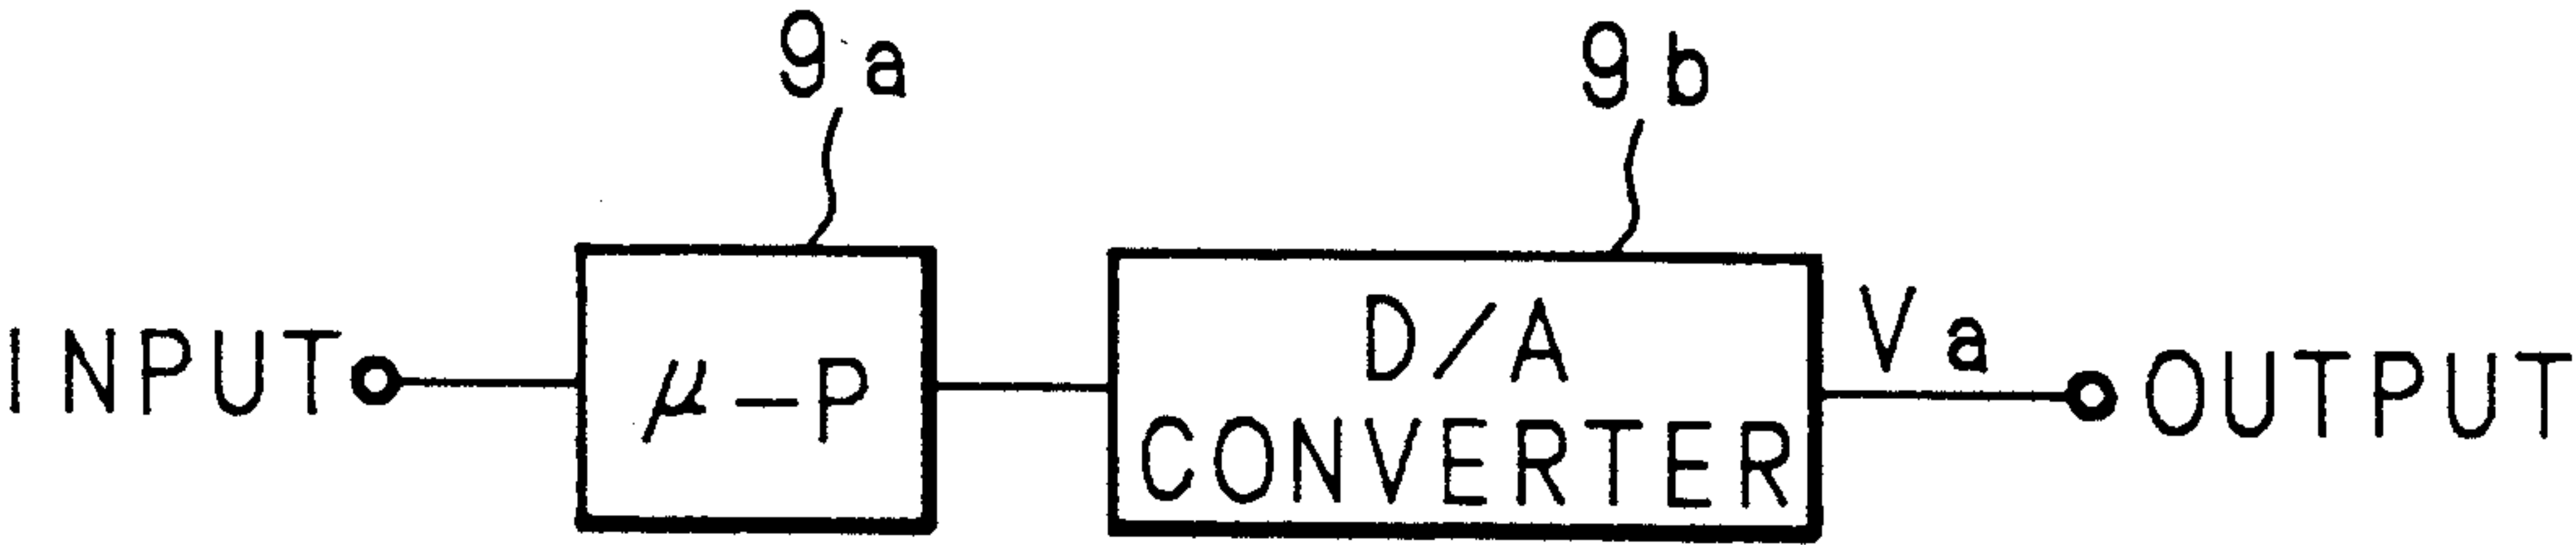 9a
9b
INPUT
μ-P
D/A
CONVERTER
Va
OUTPUT